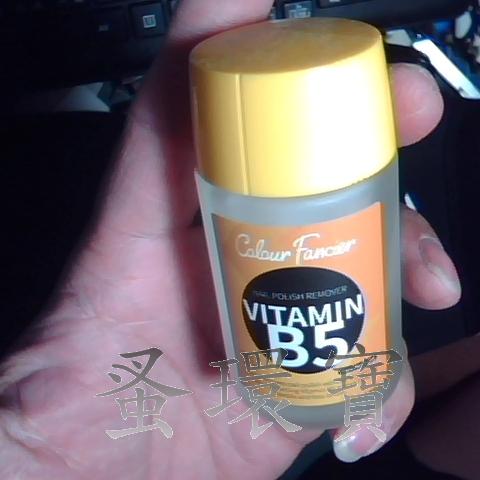 Colour Fancier
NAIL POLISH REMOVER
VITAMIN
B5
蚤環寶